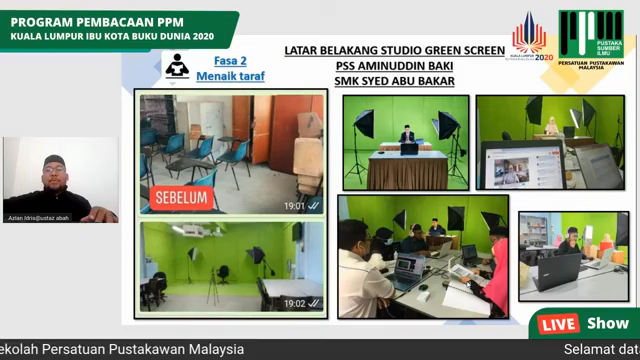 PROGRAM PEMBACAAN PPM
KUALA LUMPUR IBU KOTA BUKU DUNIA 2020
Fasa 2
Menaik taraf
LATAR BELAKANG STUDIO GREEN SCREEN
PSS AMINUDDIN BAKI
SMK SYED ABU BAKAR
2020
PUSTAKA
SUMBER
ILMU
PERSATUAN PUSTAKAWAN
MALAYSIA
SEBELUM
19:01
19:02
Azlan Idris@ustaz abah
LIVE Show
ekolah Persatuan Pustakawan Malaysia
Selamat dat